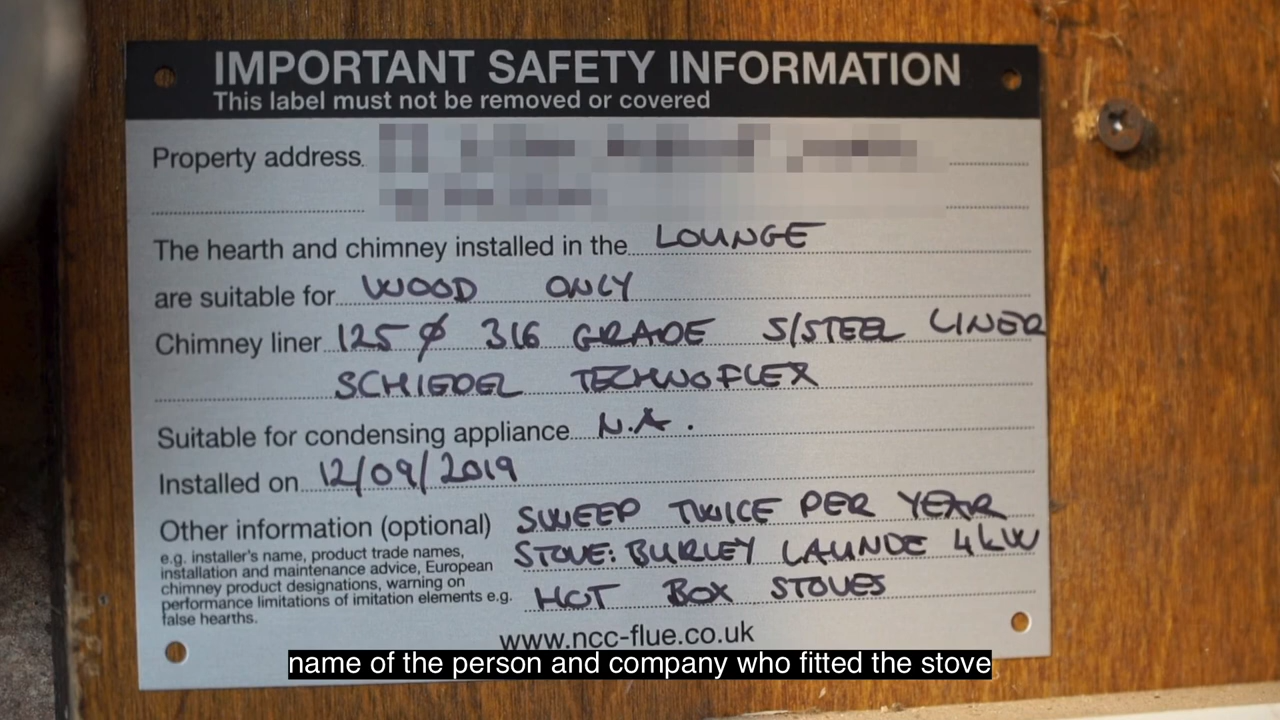 IMPORTANT SAFETY INFORMATION
This label must not be removed or covered
Property address
The hearth and chimney installed in the LOUNGE
are suitable for WOOD ONLY
Chimney liner 125 ϕ 316 GRADE S/STEEL LINER
SCHIEDEL TECHNOFLEX
Suitable for condensing appliance N.A.
Installed on 12/09/2019
Other information (optional) SWEEP TWICE PER YEAR
e.g. installer's name, product trade names,
installation and maintenance advice, European
chimney product designations, warning on
performance limitations of imitation elements e.g.
false hearths.
STOVE: BURLEY LAUNDE 4kW
HOT BOX STOVES
www.ncc-flue.co.uk
name of the person and company who fitted the stove